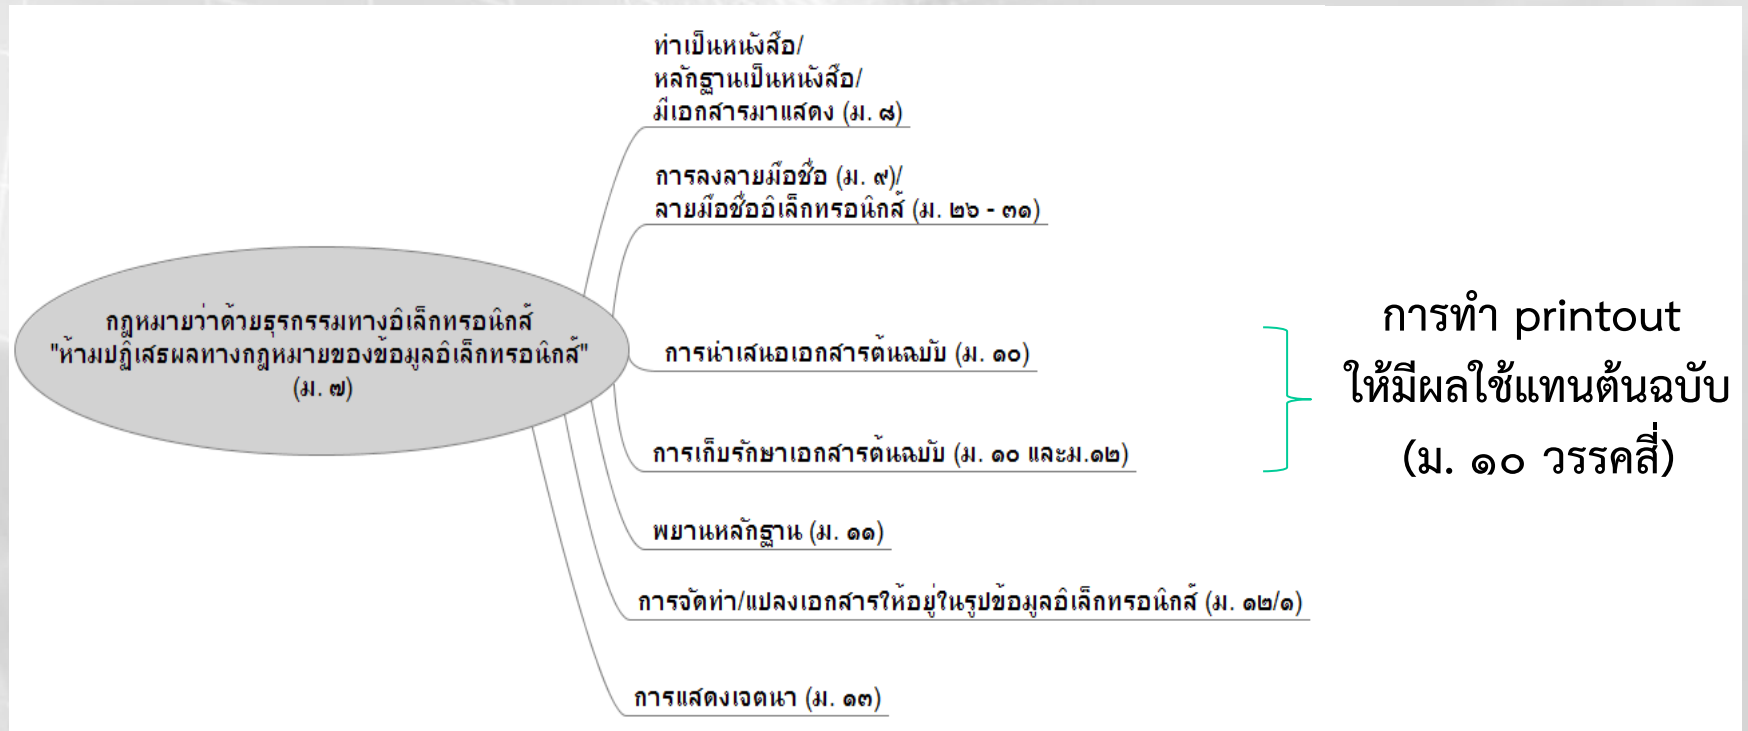 ทำเป็นหนังสือ/
หลักฐานเป็นหนังสือ/
มีเอกสารมาแสดง (ม. ๘)
การลงลายมือชื่อ (ม. ๙)/
ลายมือชื่ออิเล็กทรอนิกส์ (ม. ๒๖ - ๓๑)
กฎหมายว่าด้วยธุรกรรมทางอิเล็กทรอนิกส์
"ห้ามปฏิเสธผลทางกฎหมายของข้อมูลอิเล็กทรอนิกส์"
(ม. ๗)
การนำเสนอเอกสารต้นฉบับ (ม. ๑๐)
การเก็บรักษาเอกสารต้นฉบับ (ม. ๑๐ และม.๑๒)
พยานหลักฐาน (ม. ๑๑)
การจัดทำ/แปลงเอกสารให้อยู่ในรูปข้อมูลอิเล็กทรอนิกส์ (ม. ๑๒/๑)
การแสดงเจตนา (ม. ๑๓)
การทำ printout
ให้มีผลใช้แทนต้นฉบับ
(ม. ๑๐ วรรคสี่)